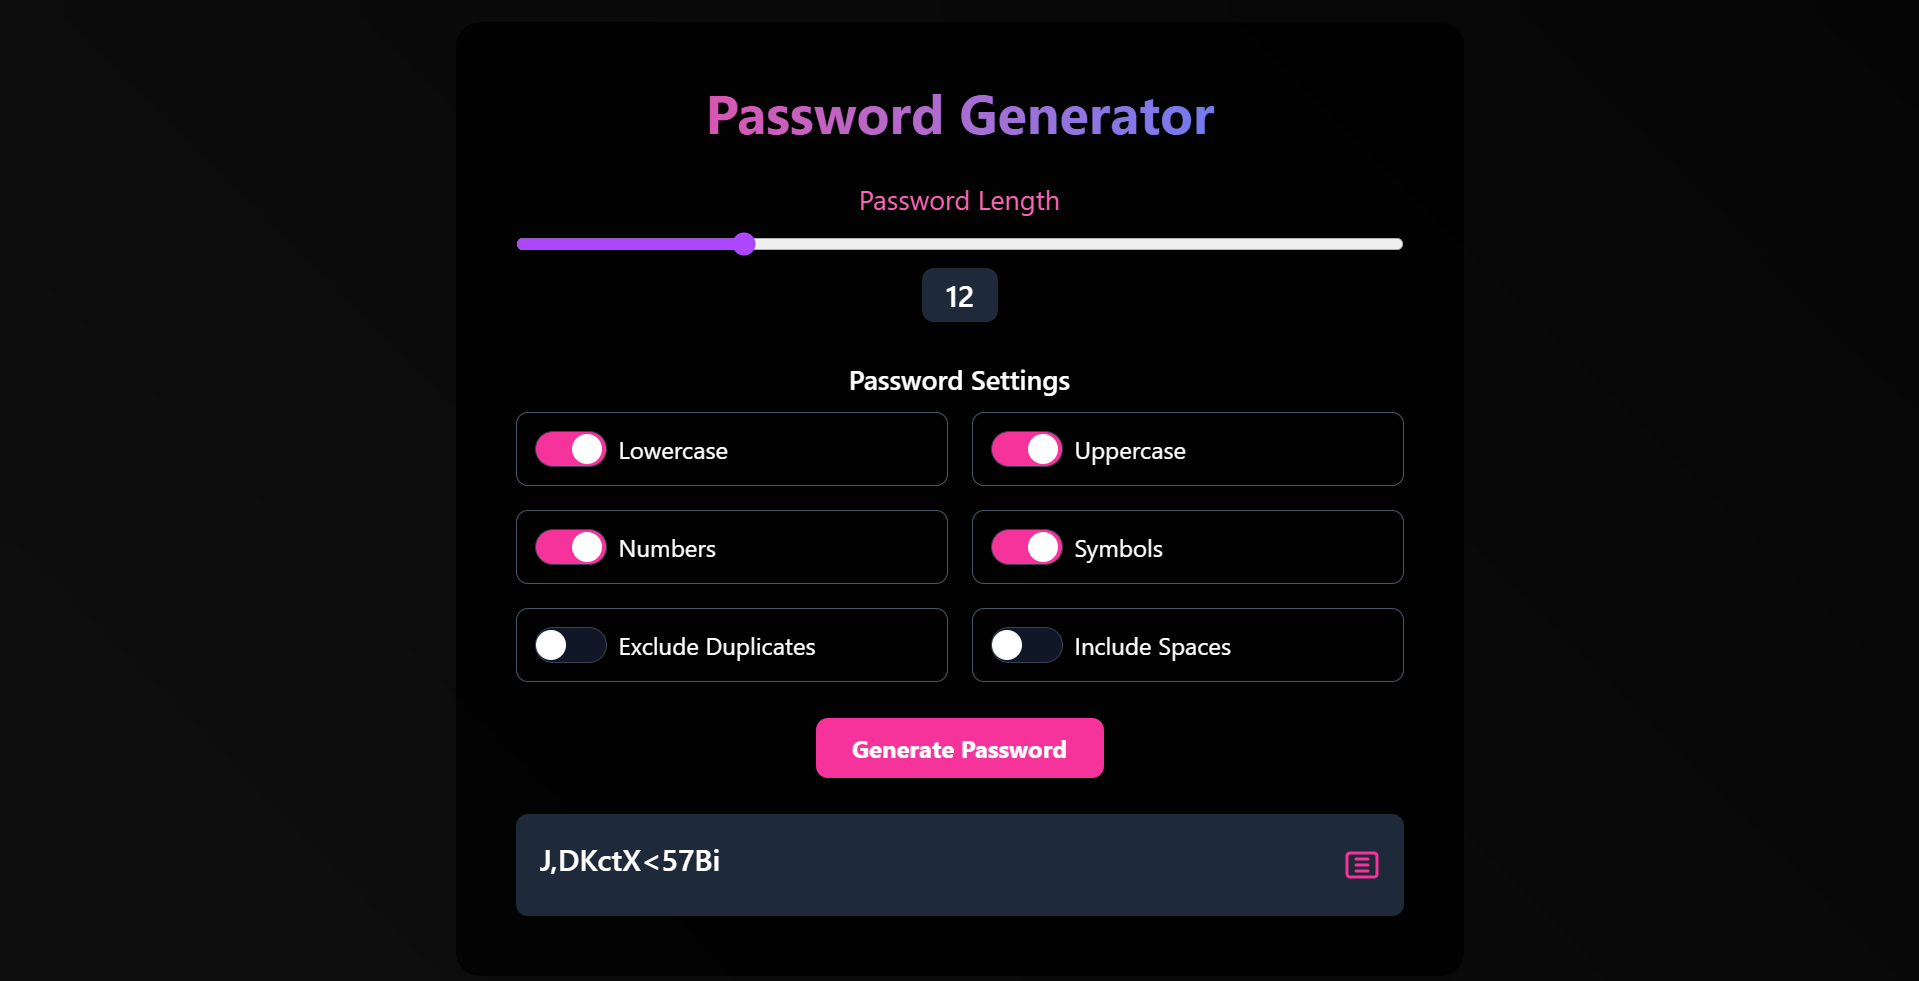 Password Generator
Password Length
12
Password Settings
Lowercase
Uppercase
Numbers
Symbols
Exclude Duplicates
Include Spaces
Generate Password
J,DKctX<57Bi